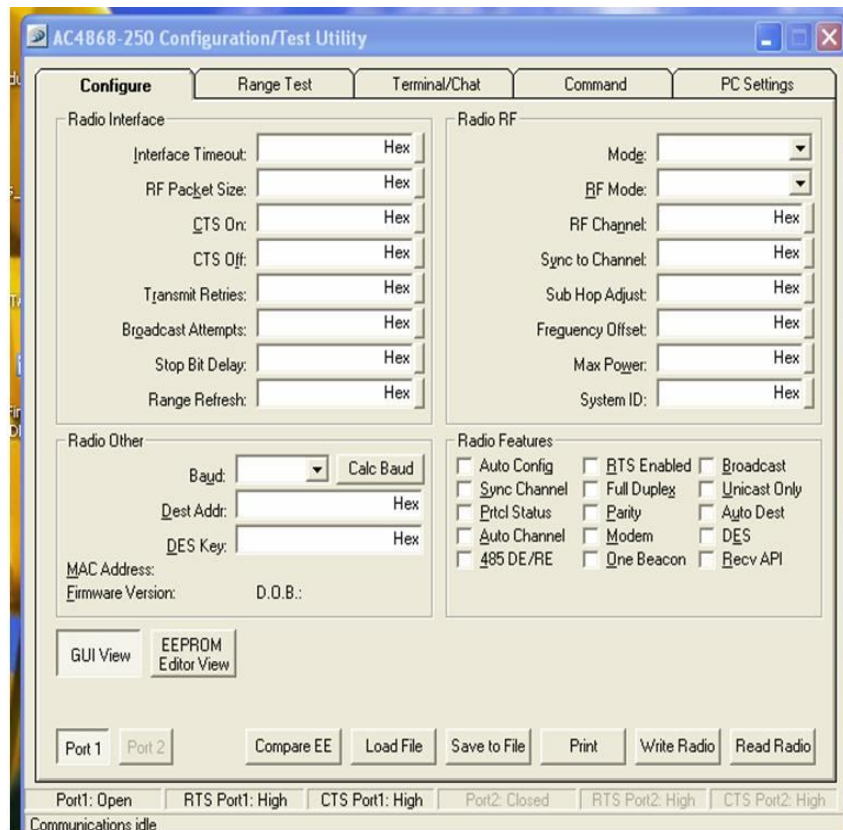 AC4868-250 Configuration/Test Utility
Configure Range Test Terminal/Chat Command PC Settings
Radio Interface
Interface Timeout: Hex
RF Packet Size: Hex
CTS On: Hex
CTS Off: Hex
Transmit Retries: Hex
Broadcast Attempts: Hex
Stop Bit Delay: Hex
Range Refresh: Hex
Radio RF
Mode:
RF Mode:
RF Channel: Hex
Sync to Channel: Hex
Sub Hop Adjust: Hex
Freguency Offset: Hex
Max Power: Hex
System ID: Hex
Radio Other
Baud: Calc Baud
Dest Addr: Hex
DES Key: Hex
MAC Address:
Firmware Version: D.O.B.:
Radio Features
Auto Config RTS Enabled Broadcast
Sync Channel Full Duplex Unicast Only
Prtcl Status Parity Auto Dest
Auto Channel Modem DES
485 DE/RE One Beacon Recv API
GUI View
EEPROM
Editor View
Port 1 Port 2 Compare EE Load File Save to File Print Write Radio Read Radio
Port1: Open RTS Port1: High CTS Port1: High Port2: Closed RTS Port2: High CTS Port2: High
Communications idle